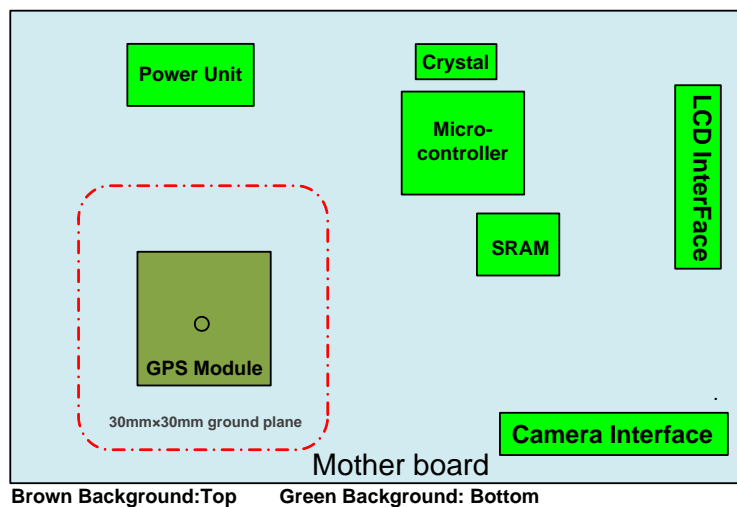 Power Unit
Crystal
Micro-
controller
LCD InterFace
SRAM
GPS Module
30mm×30mm ground plane
Camera Interface
Mother board
Brown Background:Top Green Background: Bottom